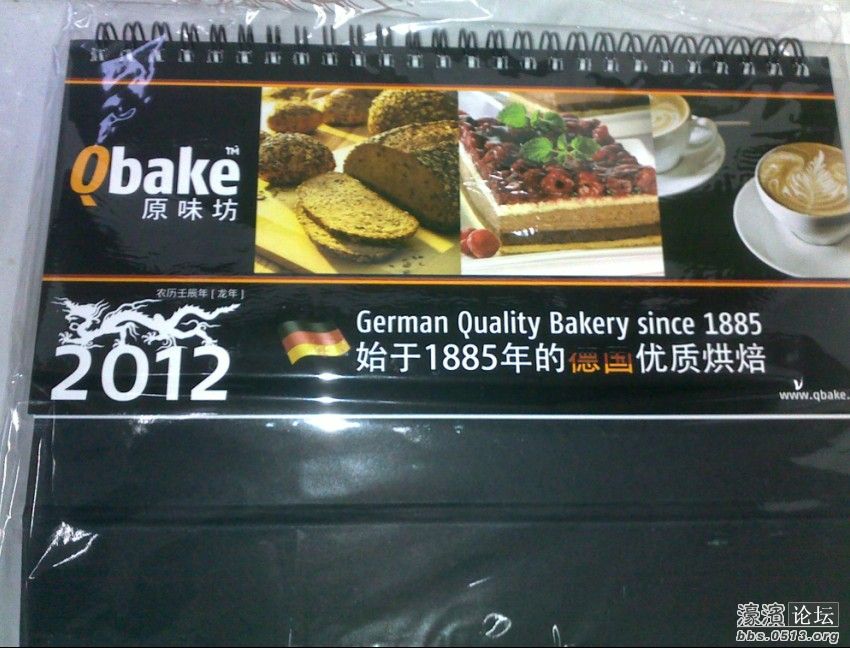 Qbake™
原味坊
农历壬辰年[龙年]
2012
German Quality Bakery since 1885
始于1885年的德国优质烘焙
www.qbake.
濠滨论坛
bbs.0513.org